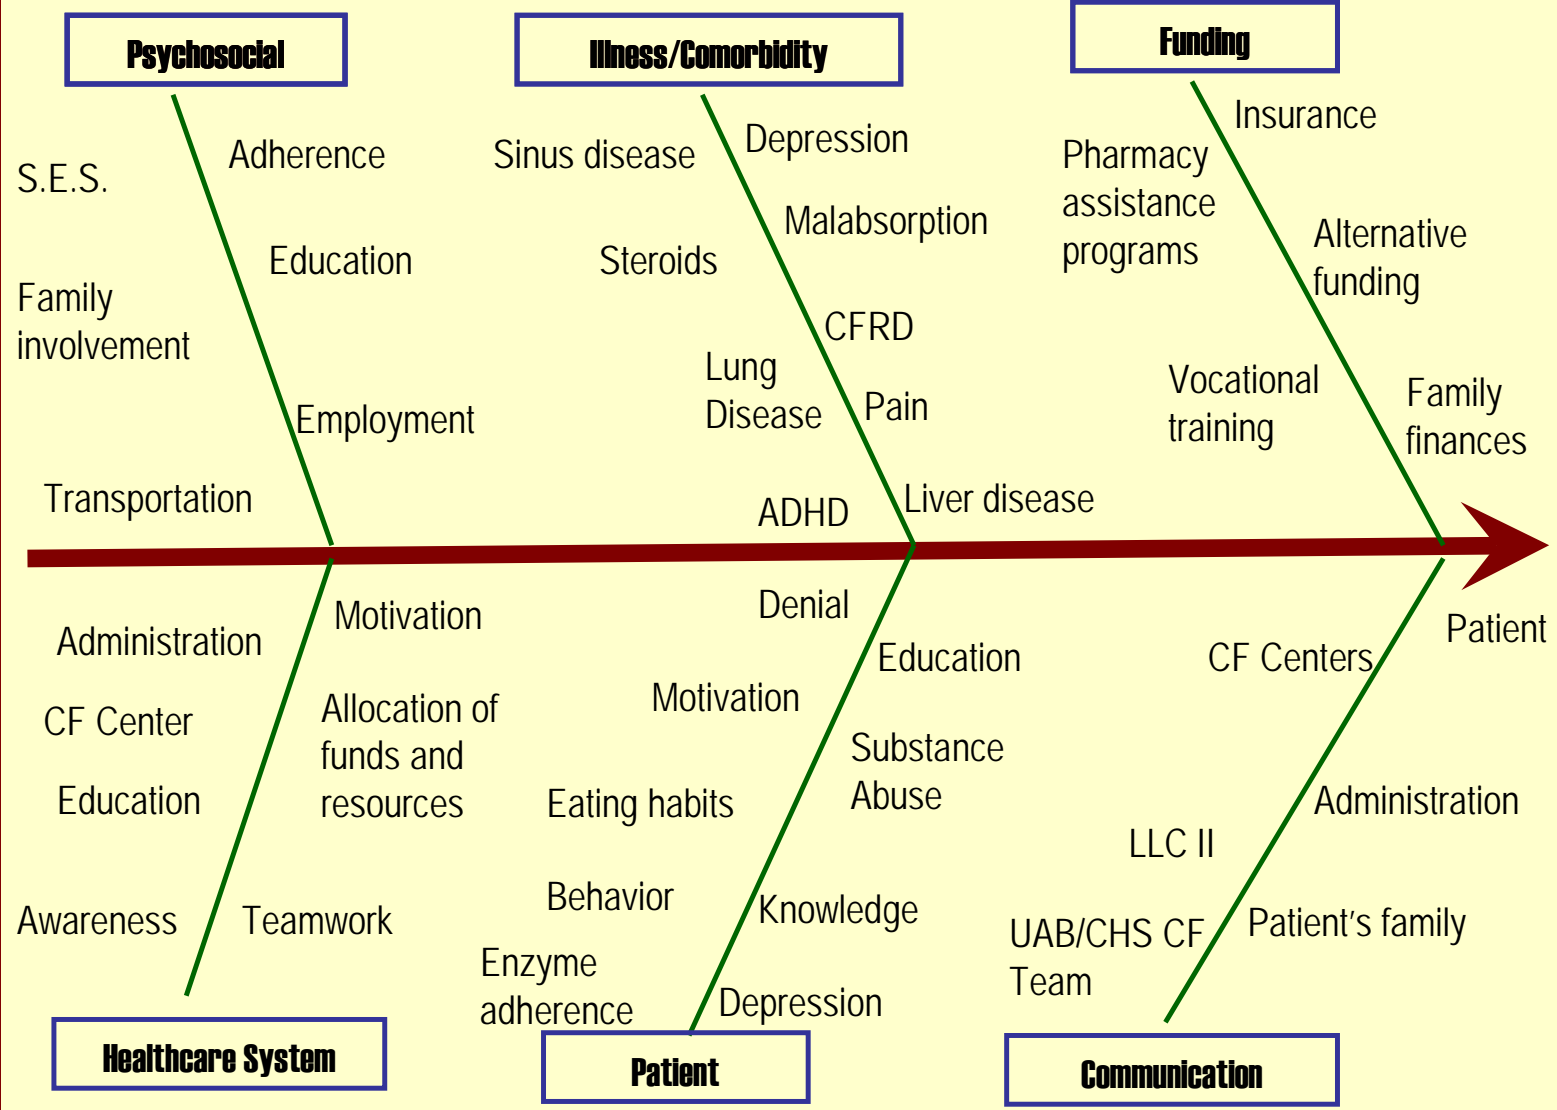 Psychosocial
Illness/Comorbidity
Funding
S.E.S.
Adherence
Education
Family
involvement
Employment
Transportation
Sinus disease
Depression
Malabsorption
Steroids
CFRD
Lung
Disease
Pain
ADHD
Liver disease
Insurance
Pharmacy
assistance
programs
Alternative
funding
Vocational
training
Family
finances
Administration
Motivation
CF Center
Allocation of
funds and
resources
Education
Awareness
Teamwork
Denial
Education
Motivation
Substance
Abuse
Eating habits
Behavior
Knowledge
Enzyme
adherence
Depression
Patient
CF Centers
Administration
LLC II
Patient's family
UAB/CHS CF
Team
Healthcare System
Patient
Communication